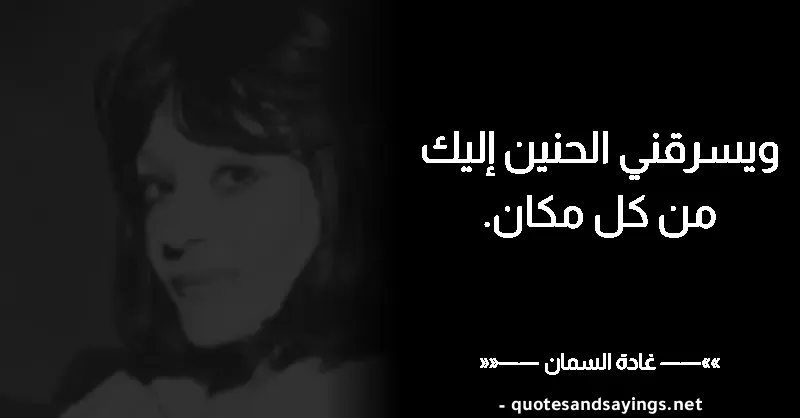 ويسرقني الحنين إليك
من كل مكان.
»»—— غادة السمان ——««
- quotesandsayings.net